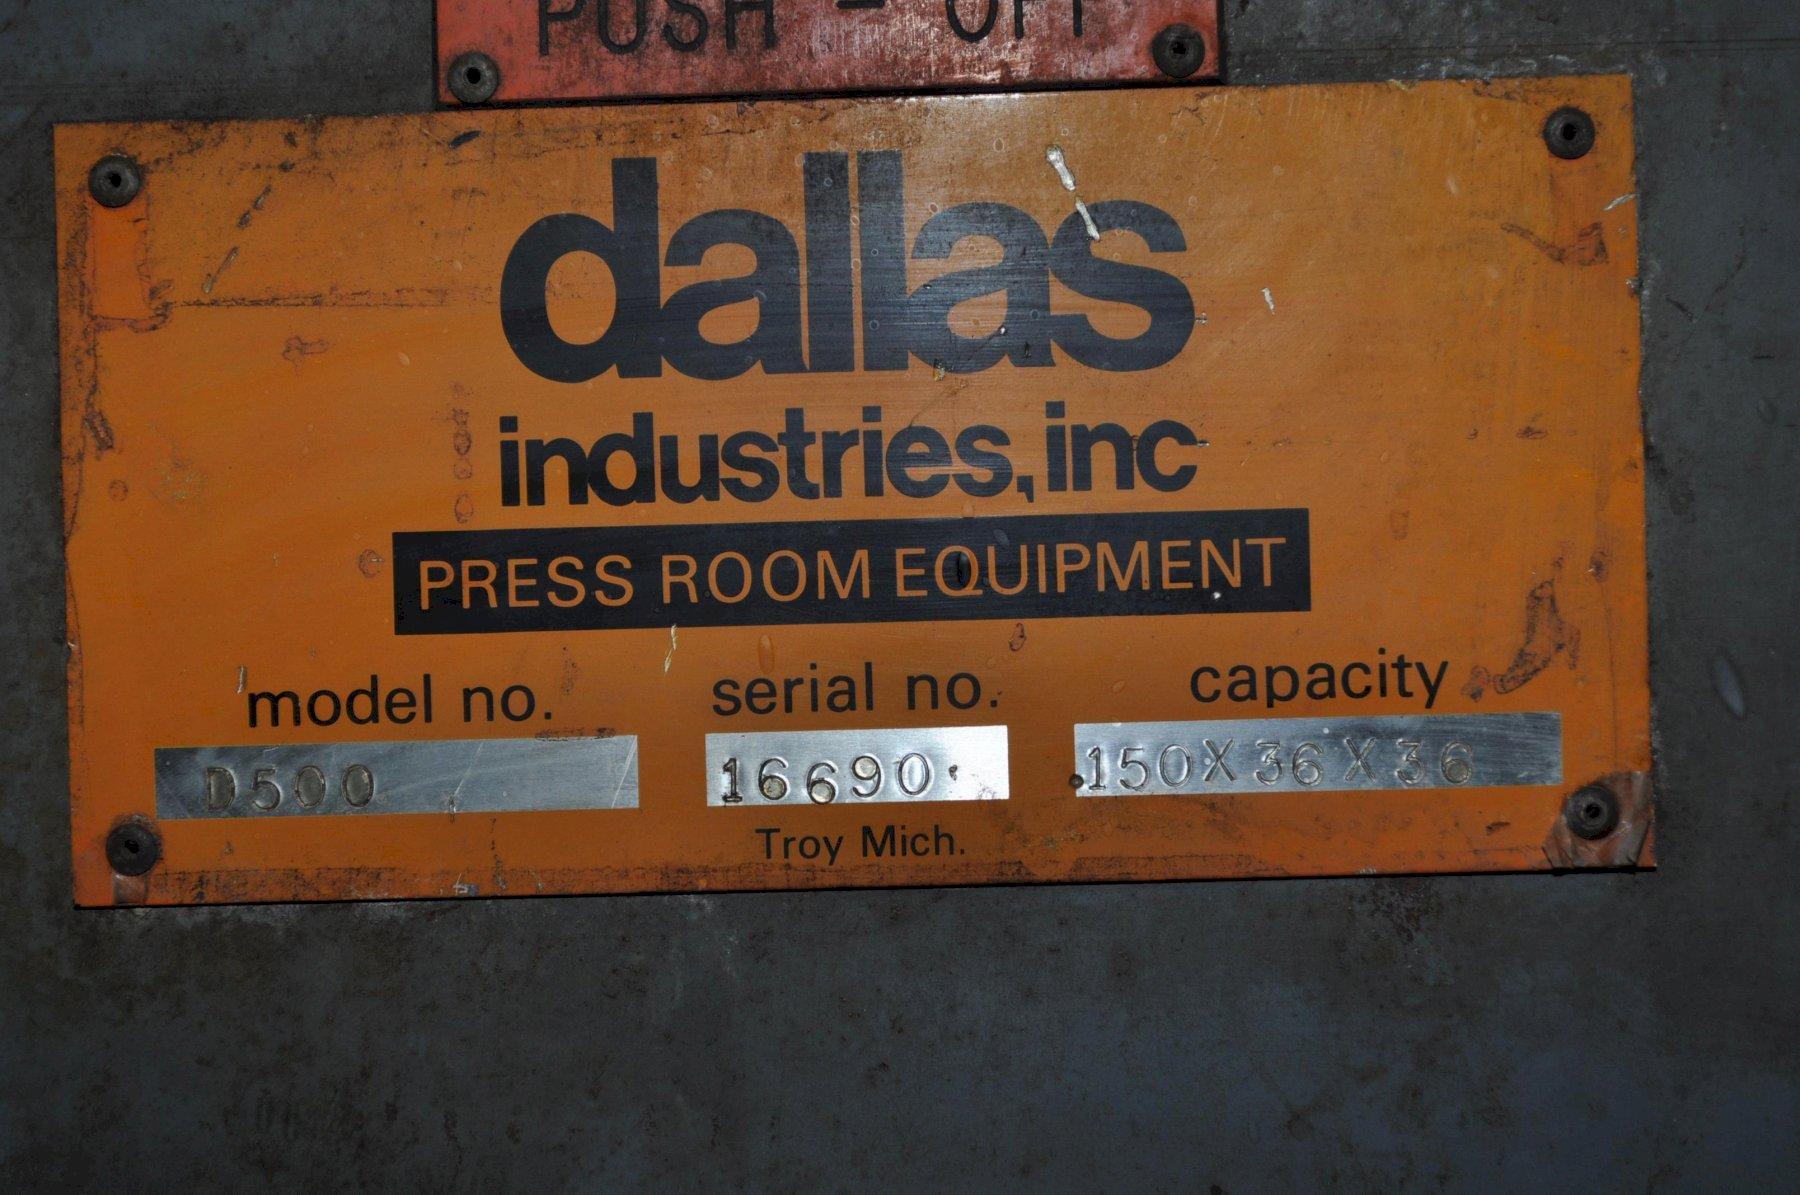 PUSH - OFF
dallas
industries, inc
PRESS ROOM EQUIPMENT
model no. serial no. capacity
D500 16690 150X36X36
Troy Mich.